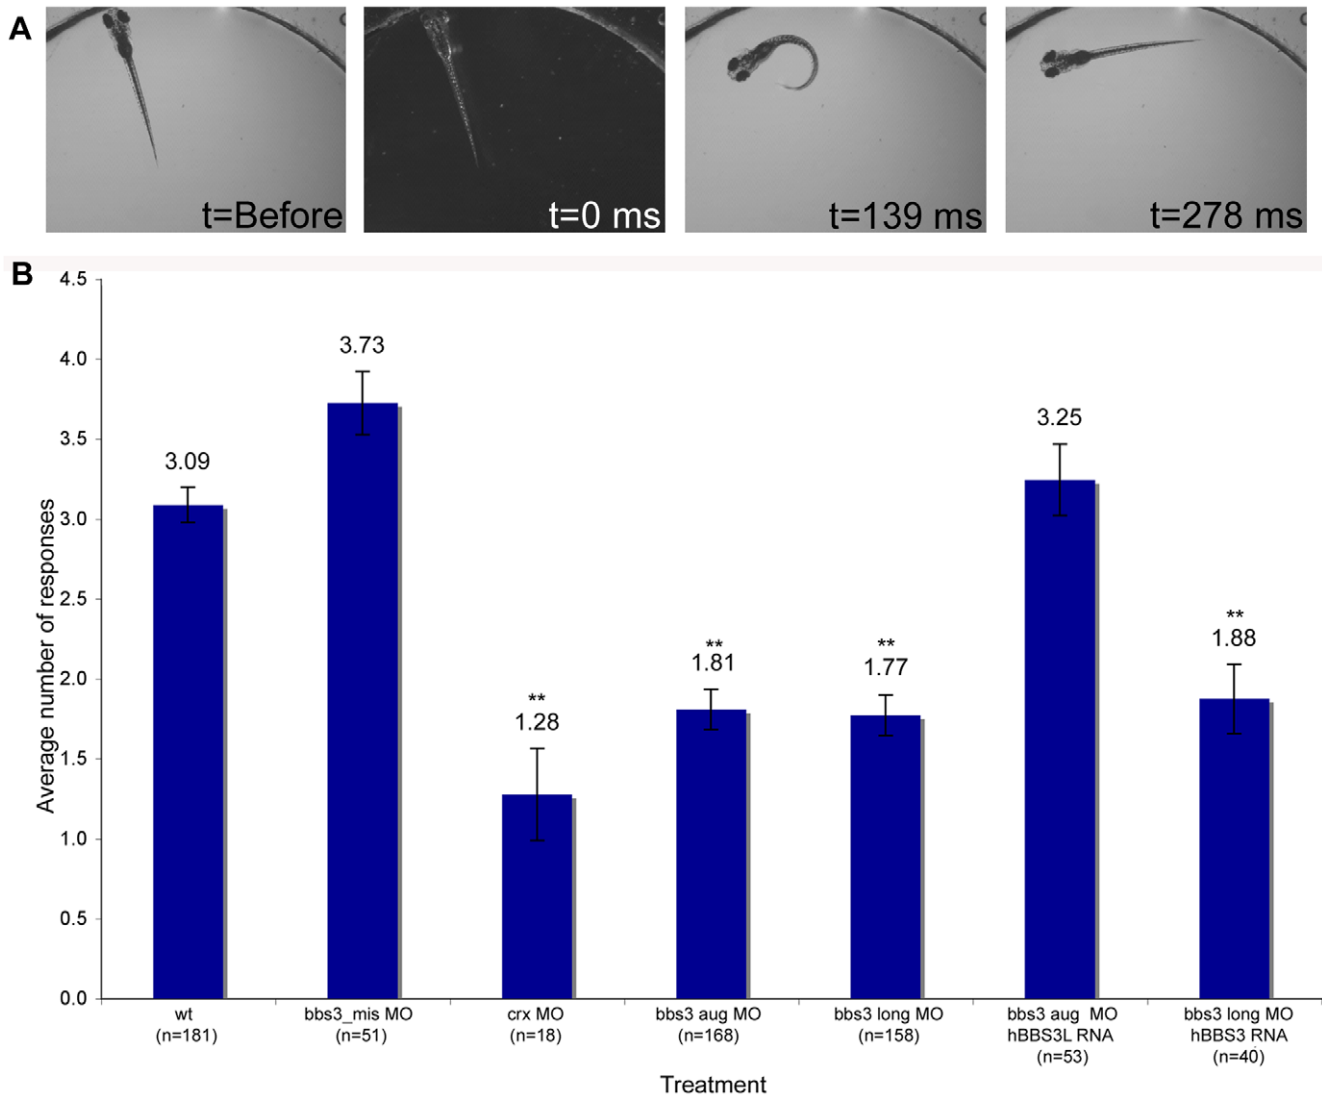 A
t=Before
t=0 ms
t=139 ms
t=278 ms
B
Average number of responses
4.5
4.0
3.5
3.0
2.5
2.0
1.5
1.0
0.5
0.0
3.09
3.73
**
1.28
**
1.81
**
1.77
3.25
**
1.88
wt
(n=181)
bbs3_mis MO
(n=51)
crx MO
(n=18)
bbs3 aug MO
(n=168)
bbs3 long MO
(n=158)
bbs3 aug MO
hBBS3L RNA
(n=53)
bbs3 long MO
hBBS3 RNA
(n=40)
Treatment